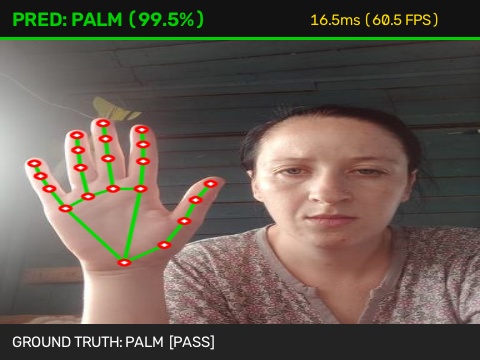 PRED: PALM (99.5%)
16.5ms (60.5 FPS)
GROUND TRUTH: PALM [PASS]